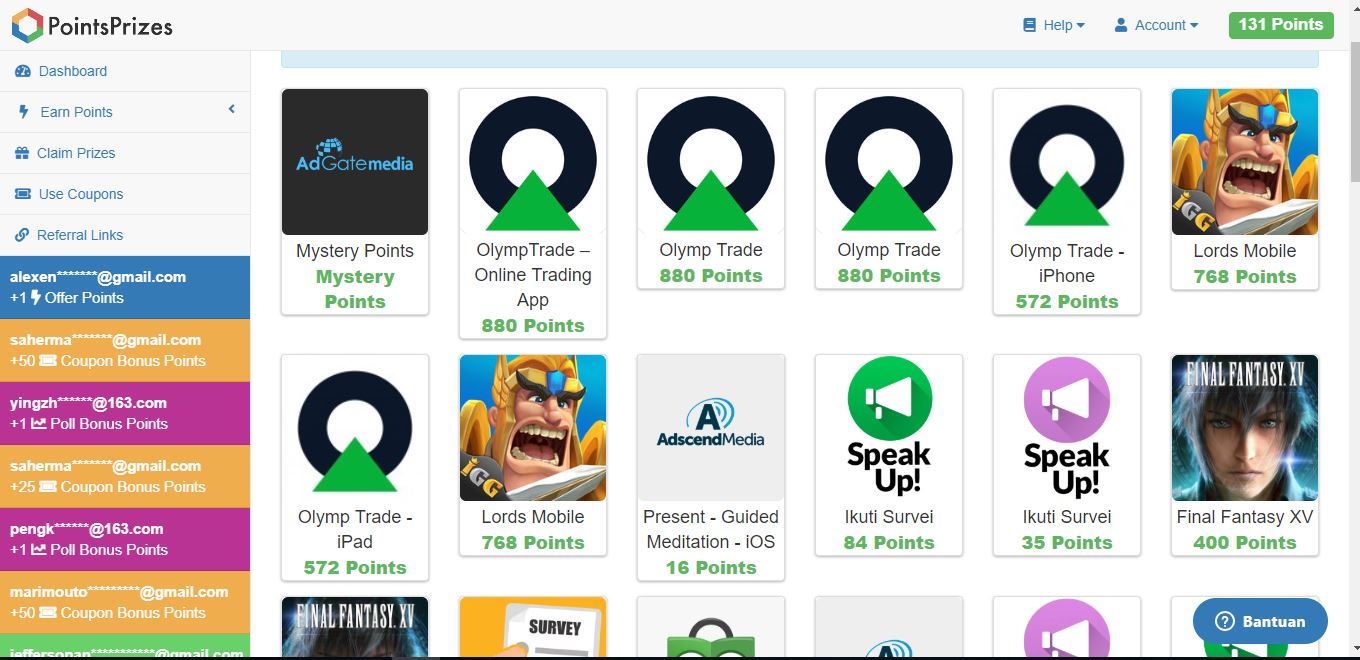 PointsPrizes
Help
Account
131 Points
Dashboard
Earn Points
Claim Prizes
Use Coupons
Referral Links
alexen*******@gmail.com
+1 Offer Points
saherma*******@gmail.com
+50 Coupon Bonus Points
yingzh******@163.com
+1 Poll Bonus Points
saherma*******@gmail.com
+25 Coupon Bonus Points
pengk******@163.com
+1 Poll Bonus Points
marimouto*********@gmail.com
+50 Coupon Bonus Points
jeffersonan***********@gmail.com
AdGatemedia
Mystery Points
Mystery
Points
OlympTrade –
Online Trading
App
880 Points
Olymp Trade
880 Points
Olymp Trade
880 Points
Olymp Trade -
iPhone
572 Points
IGG
Lords Mobile
768 Points
Olymp Trade -
iPad
572 Points
IGG
Lords Mobile
768 Points
AdscendMedia
Present - Guided
Meditation - iOS
16 Points
Speak
Up!
Ikuti Survei
84 Points
Speak
Up!
Ikuti Survei
35 Points
FINAL FANTASY XV
Final Fantasy XV
400 Points
FINAL FANTASY XV
SURVEY
Bantuan